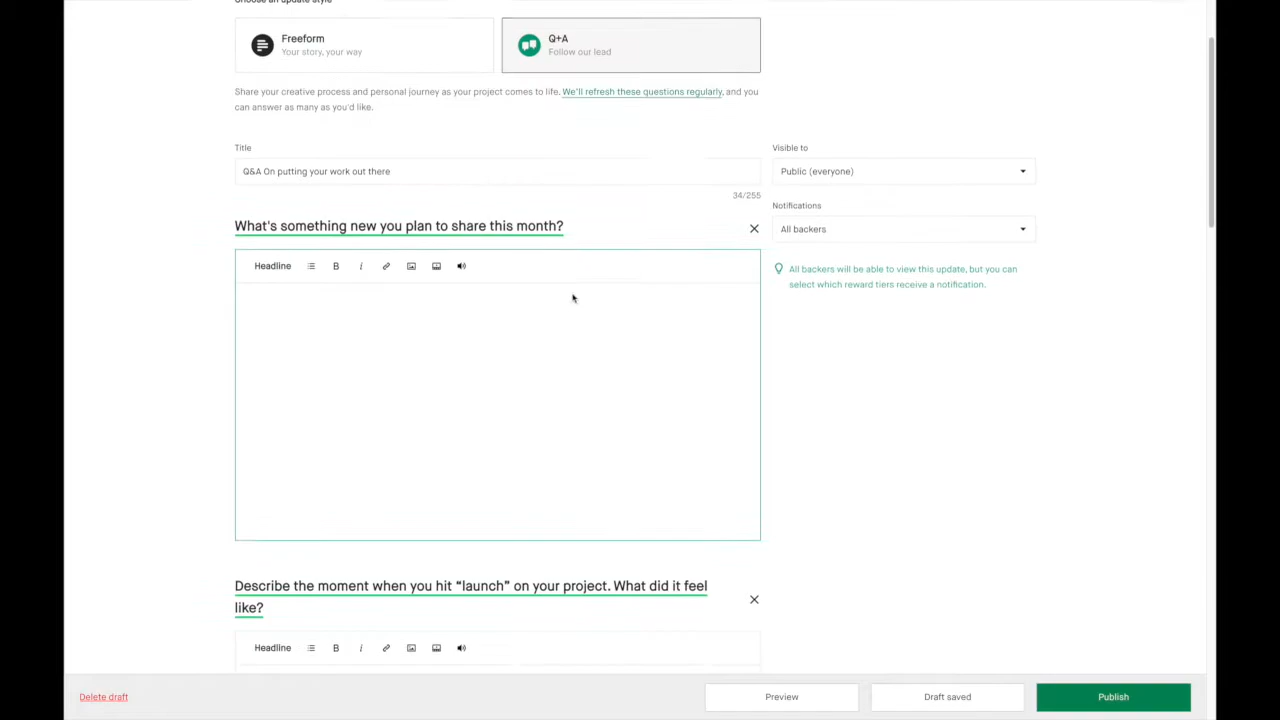 Choose an update style
Freeform
Your story, your way
Q+A
Follow our lead
Share your creative process and personal journey as your project comes to life. We'll refresh these questions regularly, and you
can answer as many as you'd like.
Title
Visible to
Q&A On putting your work out there
Public (everyone)
34/255
Notifications
What's something new you plan to share this month?
All backers
Headline
B
i
All backers will be able to view this update, but you can
select which reward tiers receive a notification.
Describe the moment when you hit “launch” on your project. What did it feel
like?
Headline
B
i
Delete draft
Preview
Draft saved
Publish